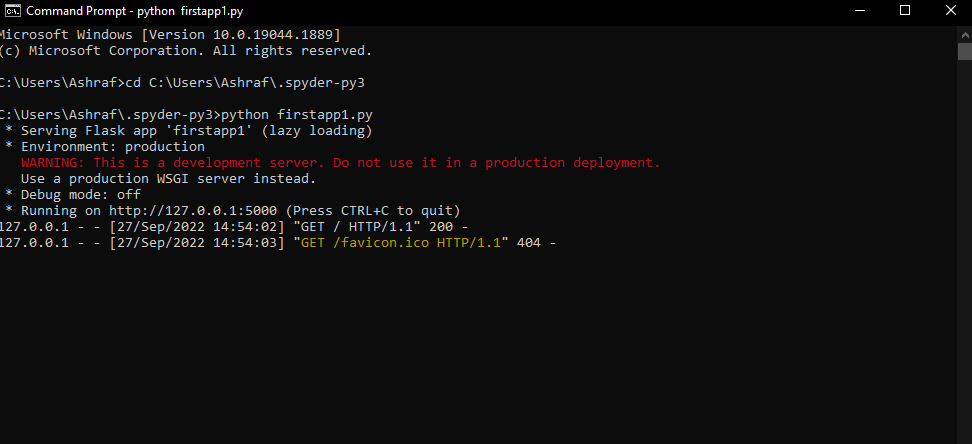 Command Prompt - python firstapp1.py
Microsoft Windows [Version 10.0.19044.1889]
(c) Microsoft Corporation. All rights reserved.
C:\Users\Ashraf>cd C:\Users\Ashraf\.spyder-py3
C:\Users\Ashraf\.spyder-py3>python firstapp1.py
* Serving Flask app 'firstapp1' (lazy loading)
* Environment: production
WARNING: This is a development server. Do not use it in a production deployment.
Use a production WSGI server instead.
* Debug mode: off
* Running on http://127.0.0.1:5000 (Press CTRL+C to quit)
127.0.0.1 - - [27/Sep/2022 14:54:02] "GET / HTTP/1.1" 200 -
127.0.0.1 - - [27/Sep/2022 14:54:03] "GET /favicon.ico HTTP/1.1" 404 -